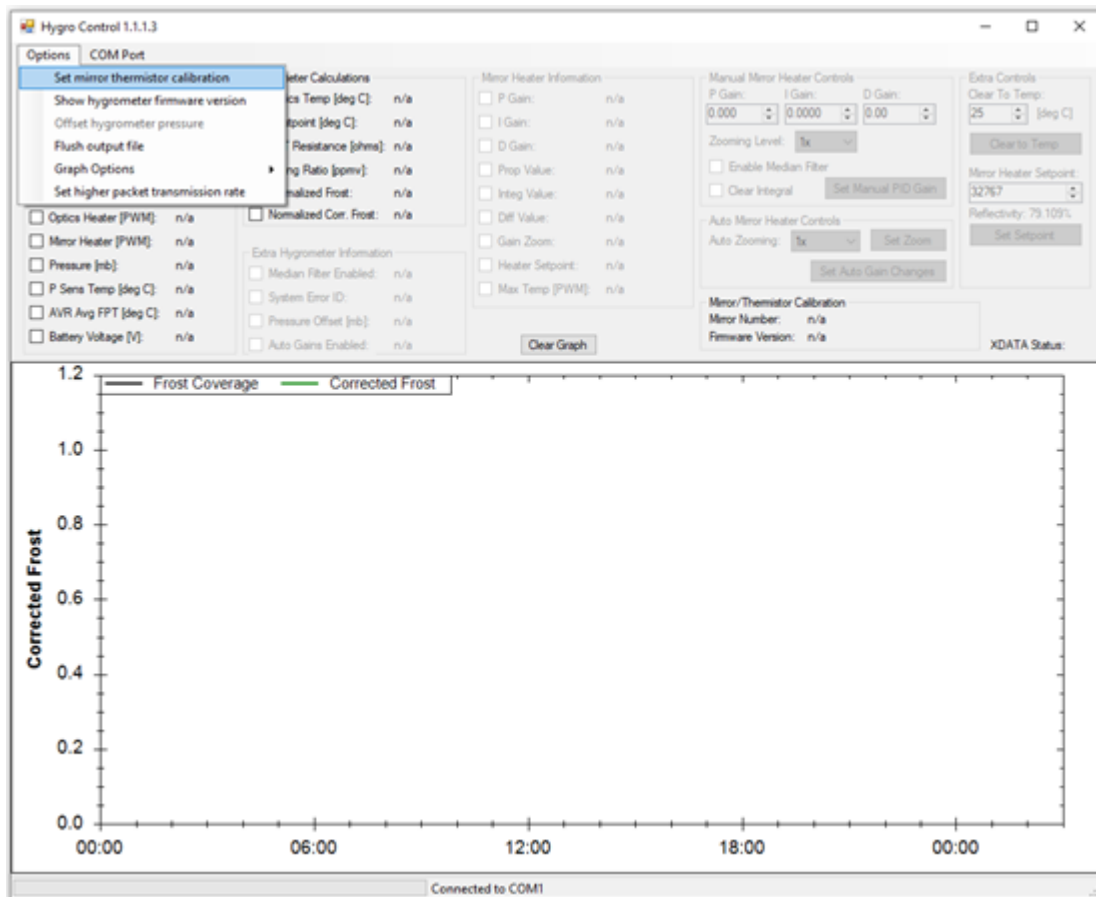 Hygro Control 1.1.1.3
Options COM Port
Set mirror thermistor calibration
Show hygrometer firmware version
Offset hygrometer pressure
Flush output file
Graph Options
Set higher packet transmission rate
Optics Heater [PWM]: n/a
Mirror Heater [PWM]: n/a
Pressure [mb]: n/a
P Sens Temp [deg C]: n/a
AVR Avg FPT [deg C]: n/a
Battery Voltage [V]: n/a
Calculations
Temp [deg C]: n/a
[deg C]: n/a
Resistance [ohms]: n/a
Ratio [ppmv]: n/a
Frost: n/a
Normalized Corr. Frost: n/a
Extra Hygrometer Information
Median Filter Enabled: n/a
System Error ID: n/a
Pressure Offset [mb]: n/a
Auto Gains Enabled: n/a
Mirror Heater Information
P Gain: n/a
I Gain: n/a
D Gain: n/a
Prop Value: n/a
Integ Value: n/a
Diff Value: n/a
Gain Zoom: n/a
Heater Setpoint: n/a
Max Temp [PWM]: n/a
Clear Graph
Manual Mirror Heater Controls
P Gain: I Gain: D Gain:
0.000 0.0000 0.00
Zooming Level: 1x
Enable Median Filter
Clear Integral Set Manual PID Gain
Auto Mirror Heater Controls
Auto Zooming: 1x Set Zoom
Set Auto Gain Changes
Mirror/Thermistor Calibration
Mirror Number: n/a
Firmware Version: n/a
Extra Controls
Clear To Temp:
25 [deg C]
Clear to Temp
Mirror Heater Setpoint:
32767
Reflectivity: 79.109%
Set Setpoint
XDATA Status:
Frost Coverage Corrected Frost
1.2
1.0
0.8
0.6
0.4
0.2
0.0
Corrected Frost
00:00 06:00 12:00 18:00 00:00
Connected to COM1